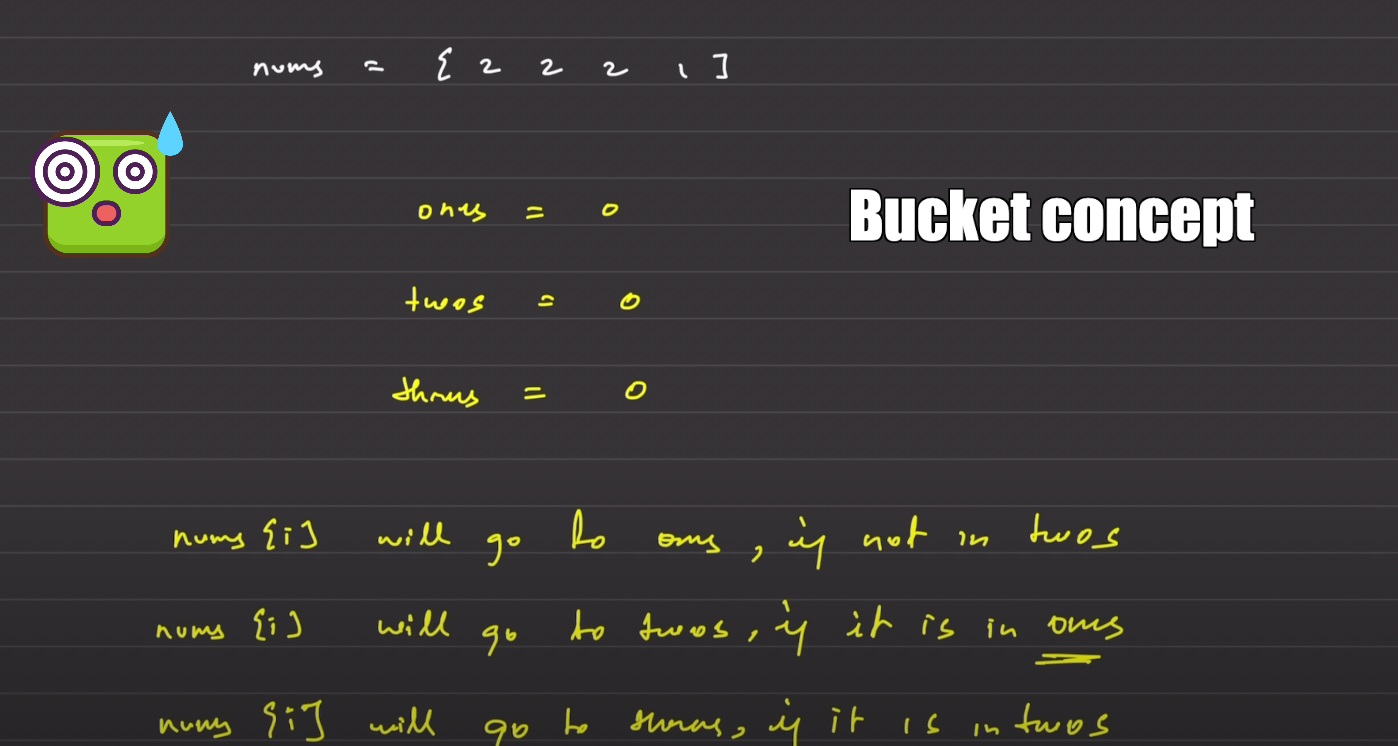 nums = { 2 2 2 1 ]
ones = 0
Bucket concept
twos = 0
threes = 0
nums [i] will go to ones, if not in twos
nums [i] will go to twos, if it is in ones
nums [i] will go to threes, if it is in twos